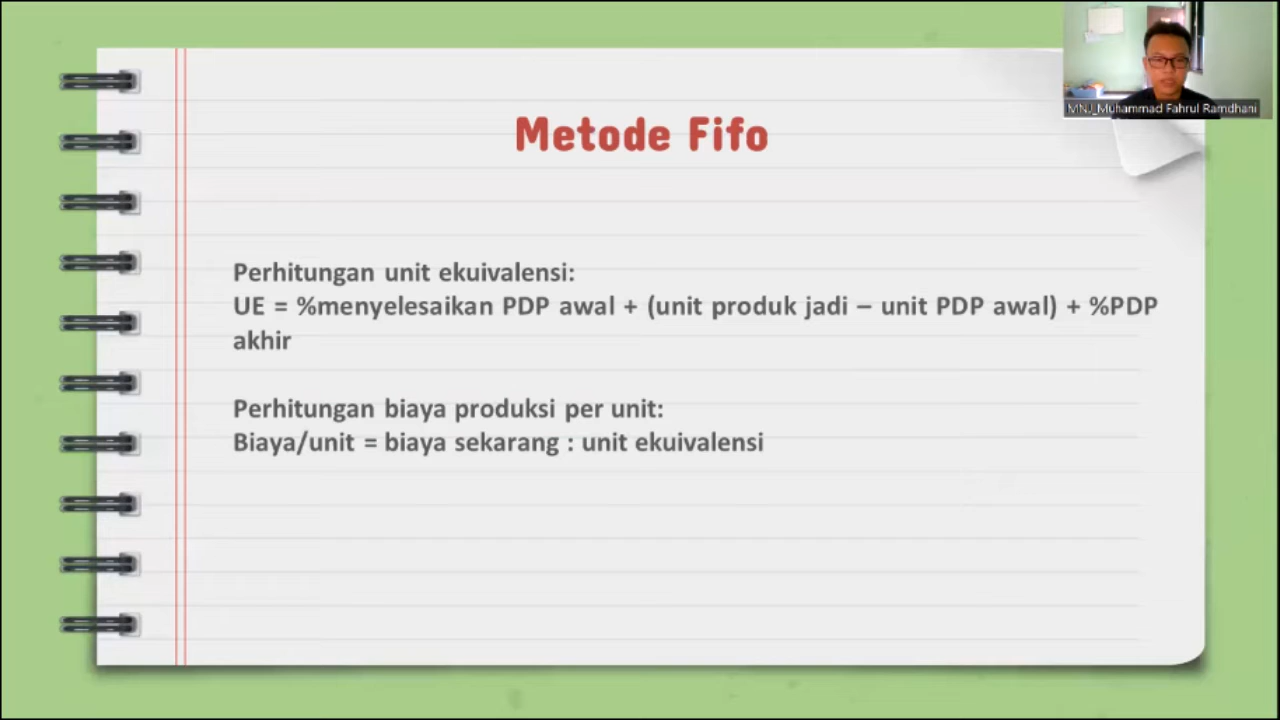 MNJ_Muhammad Fahrul Ramdhani
Metode Fifo
Perhitungan unit ekuivalensi:
UE = %menyelesaikan PDP awal + (unit produk jadi – unit PDP awal) + %PDP
akhir
Perhitungan biaya produksi per unit:
Biaya/unit = biaya sekarang : unit ekuivalensi